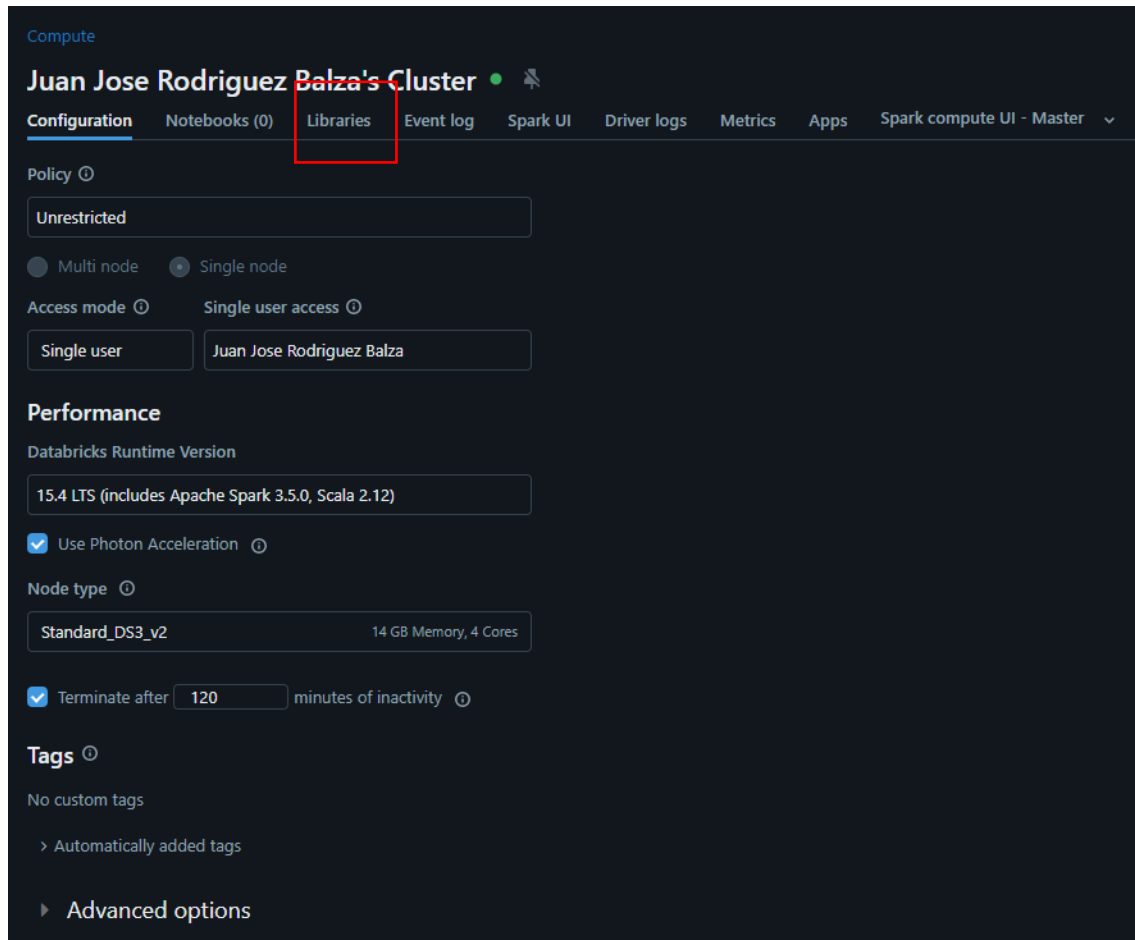 Compute
Juan Jose Rodriguez Balza's Cluster
Configuration Notebooks (0) Libraries Event log Spark UI Driver logs Metrics Apps Spark compute UI - Master
Policy
Unrestricted
Multi node Single node
Access mode Single user access
Single user Juan Jose Rodriguez Balza
Performance
Databricks Runtime Version
15.4 LTS (includes Apache Spark 3.5.0, Scala 2.12)
Use Photon Acceleration
Node type
Standard_DS3_v2 14 GB Memory, 4 Cores
Terminate after 120 minutes of inactivity
Tags
No custom tags
Automatically added tags
Advanced options